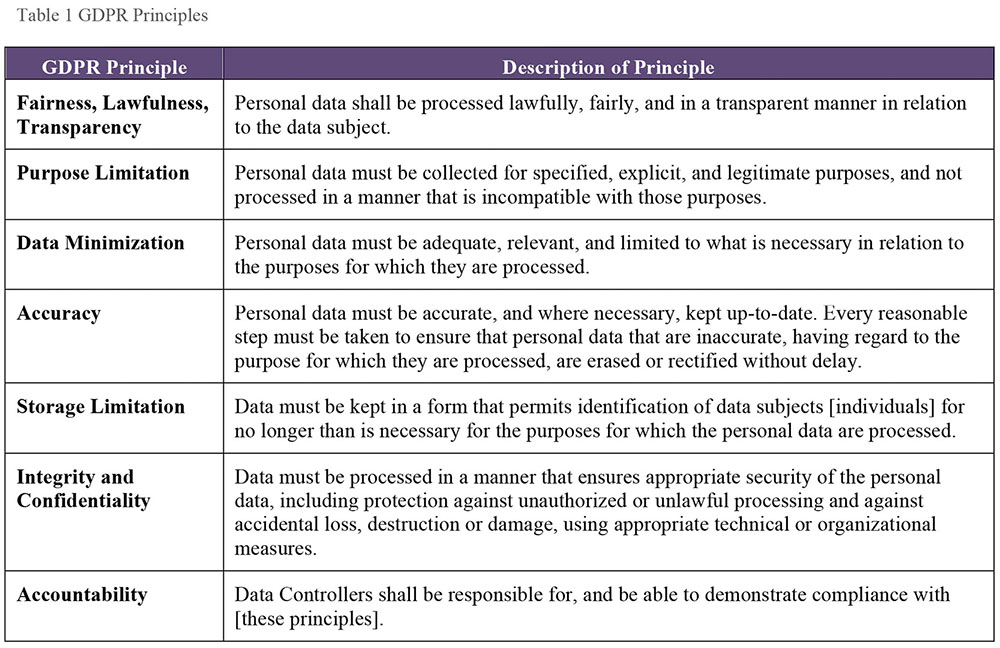 Table 1 GDPR Principles
GDPR Principle
Description of Principle
Fairness, Lawfulness,
Transparency
Personal data shall be processed lawfully, fairly, and in a transparent manner in relation
to the data subject.
Purpose Limitation
Personal data must be collected for specified, explicit, and legitimate purposes, and not
processed in a manner that is incompatible with those purposes.
Data Minimization
Personal data must be adequate, relevant, and limited to what is necessary in relation to
the purposes for which they are processed.
Accuracy
Personal data must be accurate, and where necessary, kept up-to-date. Every reasonable
step must be taken to ensure that personal data that are inaccurate, having regard to the
purpose for which they are processed, are erased or rectified without delay.
Storage Limitation
Data must be kept in a form that permits identification of data subjects [individuals] for
no longer than is necessary for the purposes for which the personal data are processed.
Integrity and
Confidentiality
Data must be processed in a manner that ensures appropriate security of the personal
data, including protection against unauthorized or unlawful processing and against
accidental loss, destruction or damage, using appropriate technical or organizational
measures.
Accountability
Data Controllers shall be responsible for, and be able to demonstrate compliance with
[these principles].